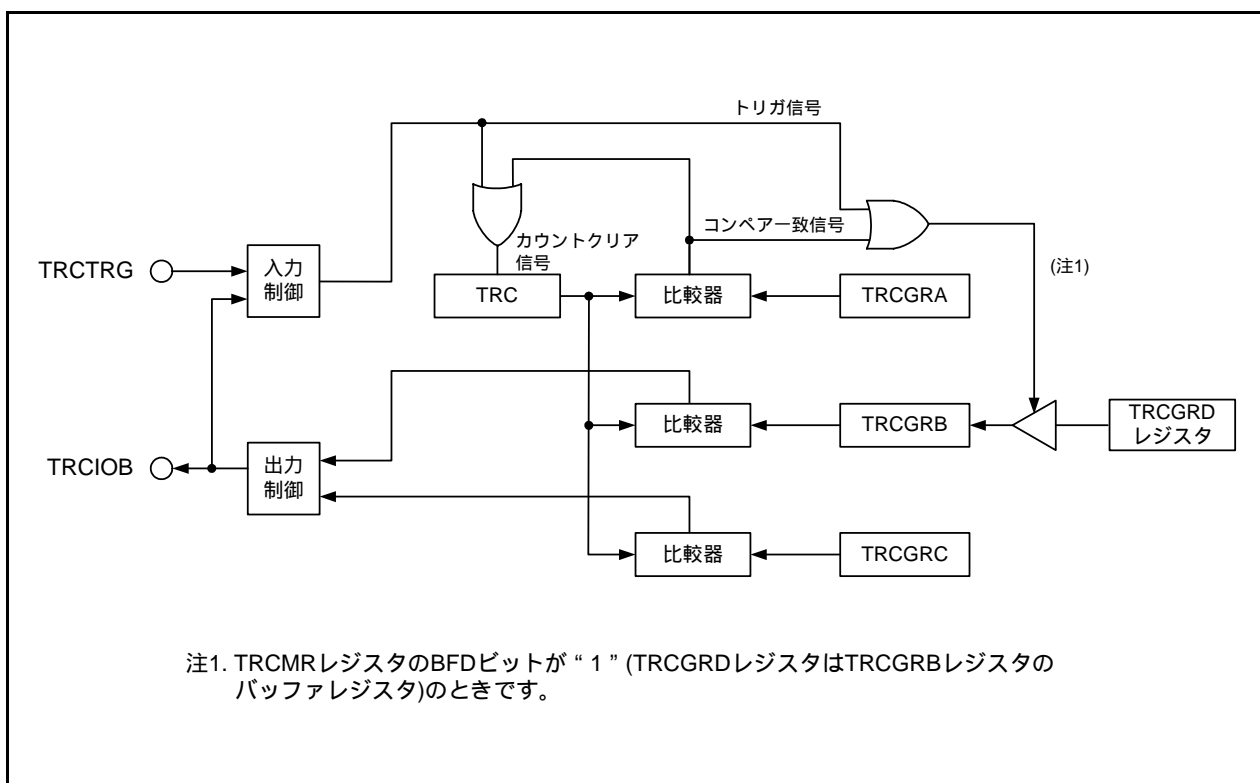 トリガ信号
コンペア一致信号
カウントクリア
信号
(注1)
TRCTRG
入力
制御
TRC
比較器
TRCGRA
比較器
TRCGRB
TRCGRD
レジスタ
TRCIOB
出力
制御
比較器
TRCGRC
注1. TRCMRレジスタのBFDビットが“1”(TRCGRDレジスタはTRCGRBレジスタの
バッファレジスタ)のときです。